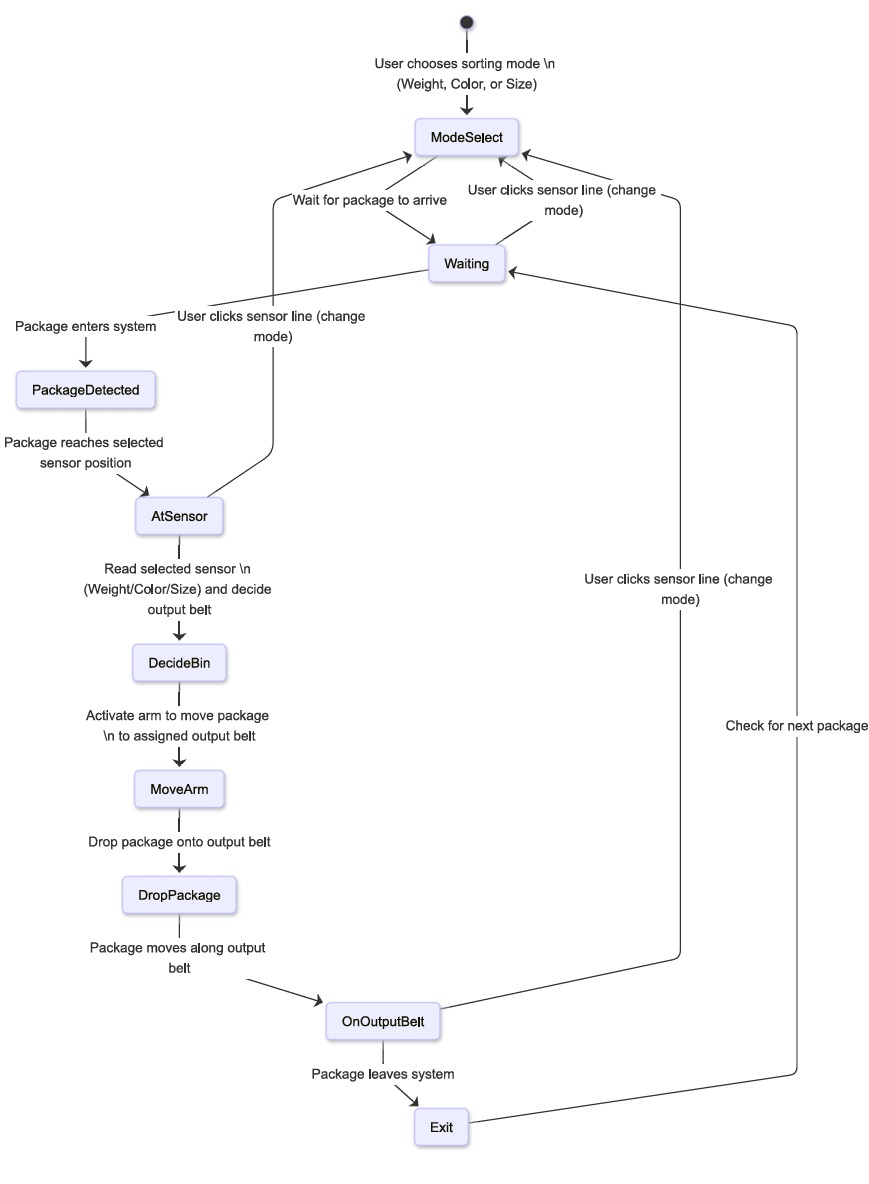 User chooses sorting mode \n
(Weight, Color, or Size)
ModeSelect
Wait for package to arrive
User clicks sensor line (change
mode)
Waiting
Package enters system
User clicks sensor line (change
mode)
PackageDetected
Package reaches selected
sensor position
AtSensor
Read selected sensor \n
(Weight/Color/Size) and decide
output belt
User clicks sensor line (change
mode)
DecideBin
Activate arm to move package
\n to assigned output belt
Check for next package
MoveArm
Drop package onto output belt
DropPackage
Package moves along output
belt
OnOutputBelt
Package leaves system
Exit